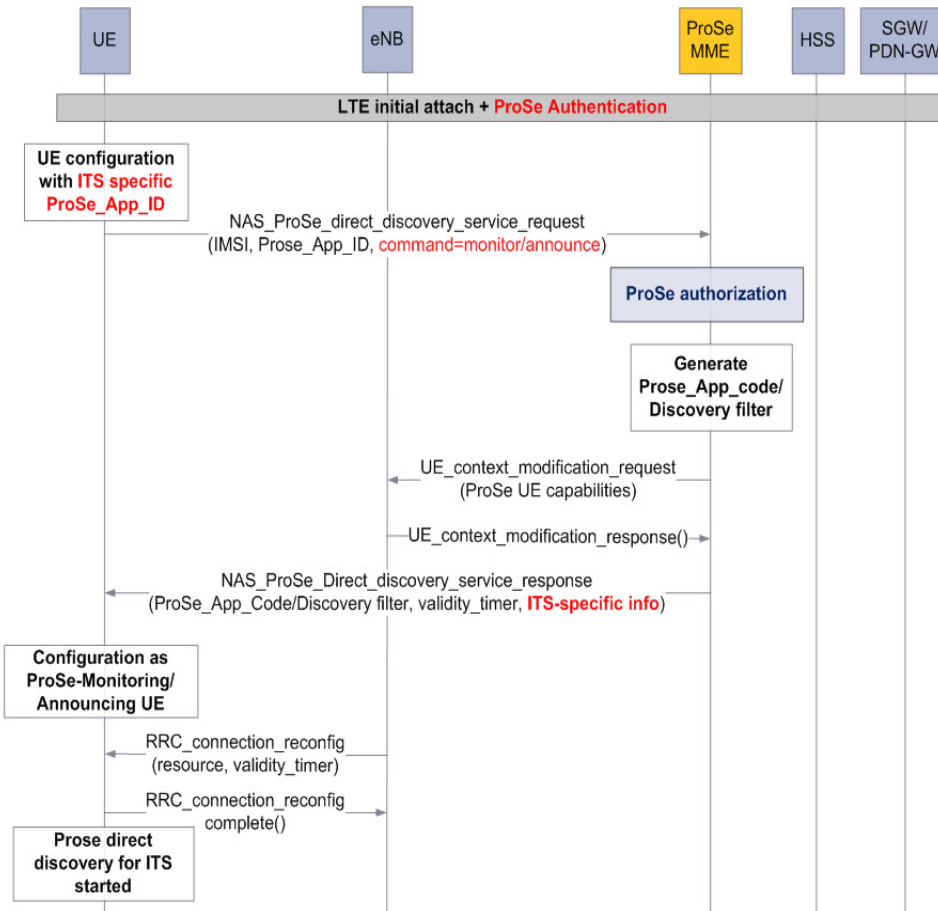 UE
eNB
ProSe
MME
HSS
SGW/
PDN-GW
LTE initial attach + ProSe Authentication
UE configuration
with ITS specific
ProSe_App_ID
NAS_ProSe_direct_discovery_service_request
(IMSI, Prose_App_ID, command=monitor/announce)
ProSe authorization
Generate
Prose_App_code/
Discovery filter
UE_context_modification_request
(ProSe UE capabilities)
UE_context_modification_response()
NAS_ProSe_Direct_discovery_service_response
(ProSe_App_Code/Discovery filter, validity_timer, ITS-specific info)
Configuration as
ProSe-Monitoring/
Announcing UE
RRC_connection_reconfig
(resource, validity_timer)
RRC_connection_reconfig
complete()
Prose direct
discovery for ITS
started